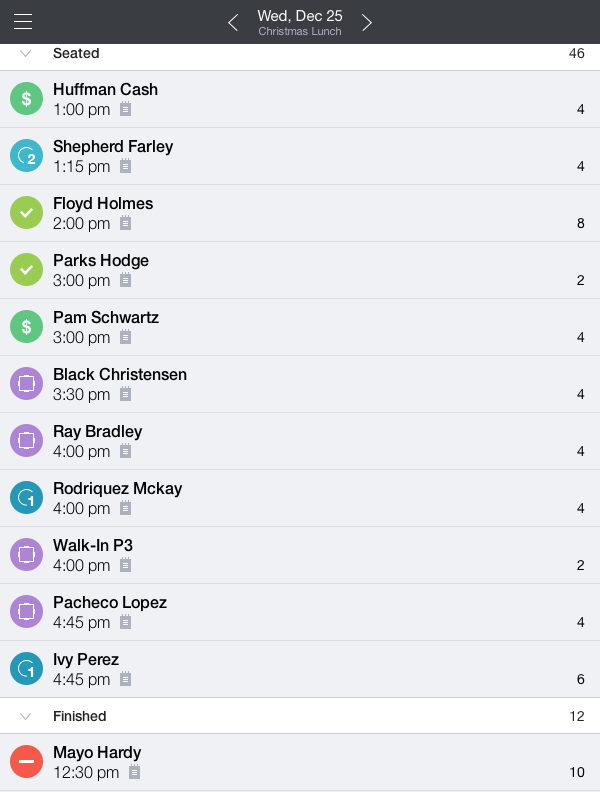 Wed, Dec 25
Christmas Lunch
Seated 46
$ Huffman Cash
1:00 pm 4
2 Shepherd Farley
1:15 pm 4
Floyd Holmes
2:00 pm 8
Parks Hodge
3:00 pm 2
$ Pam Schwartz
3:00 pm 4
Black Christensen
3:30 pm 4
Ray Bradley
4:00 pm 4
1 Rodriquez Mckay
4:00 pm 4
Walk-In P3
4:00 pm 2
Pacheco Lopez
4:45 pm 4
1 Ivy Perez
4:45 pm 6
Finished 12
Mayo Hardy
12:30 pm 10